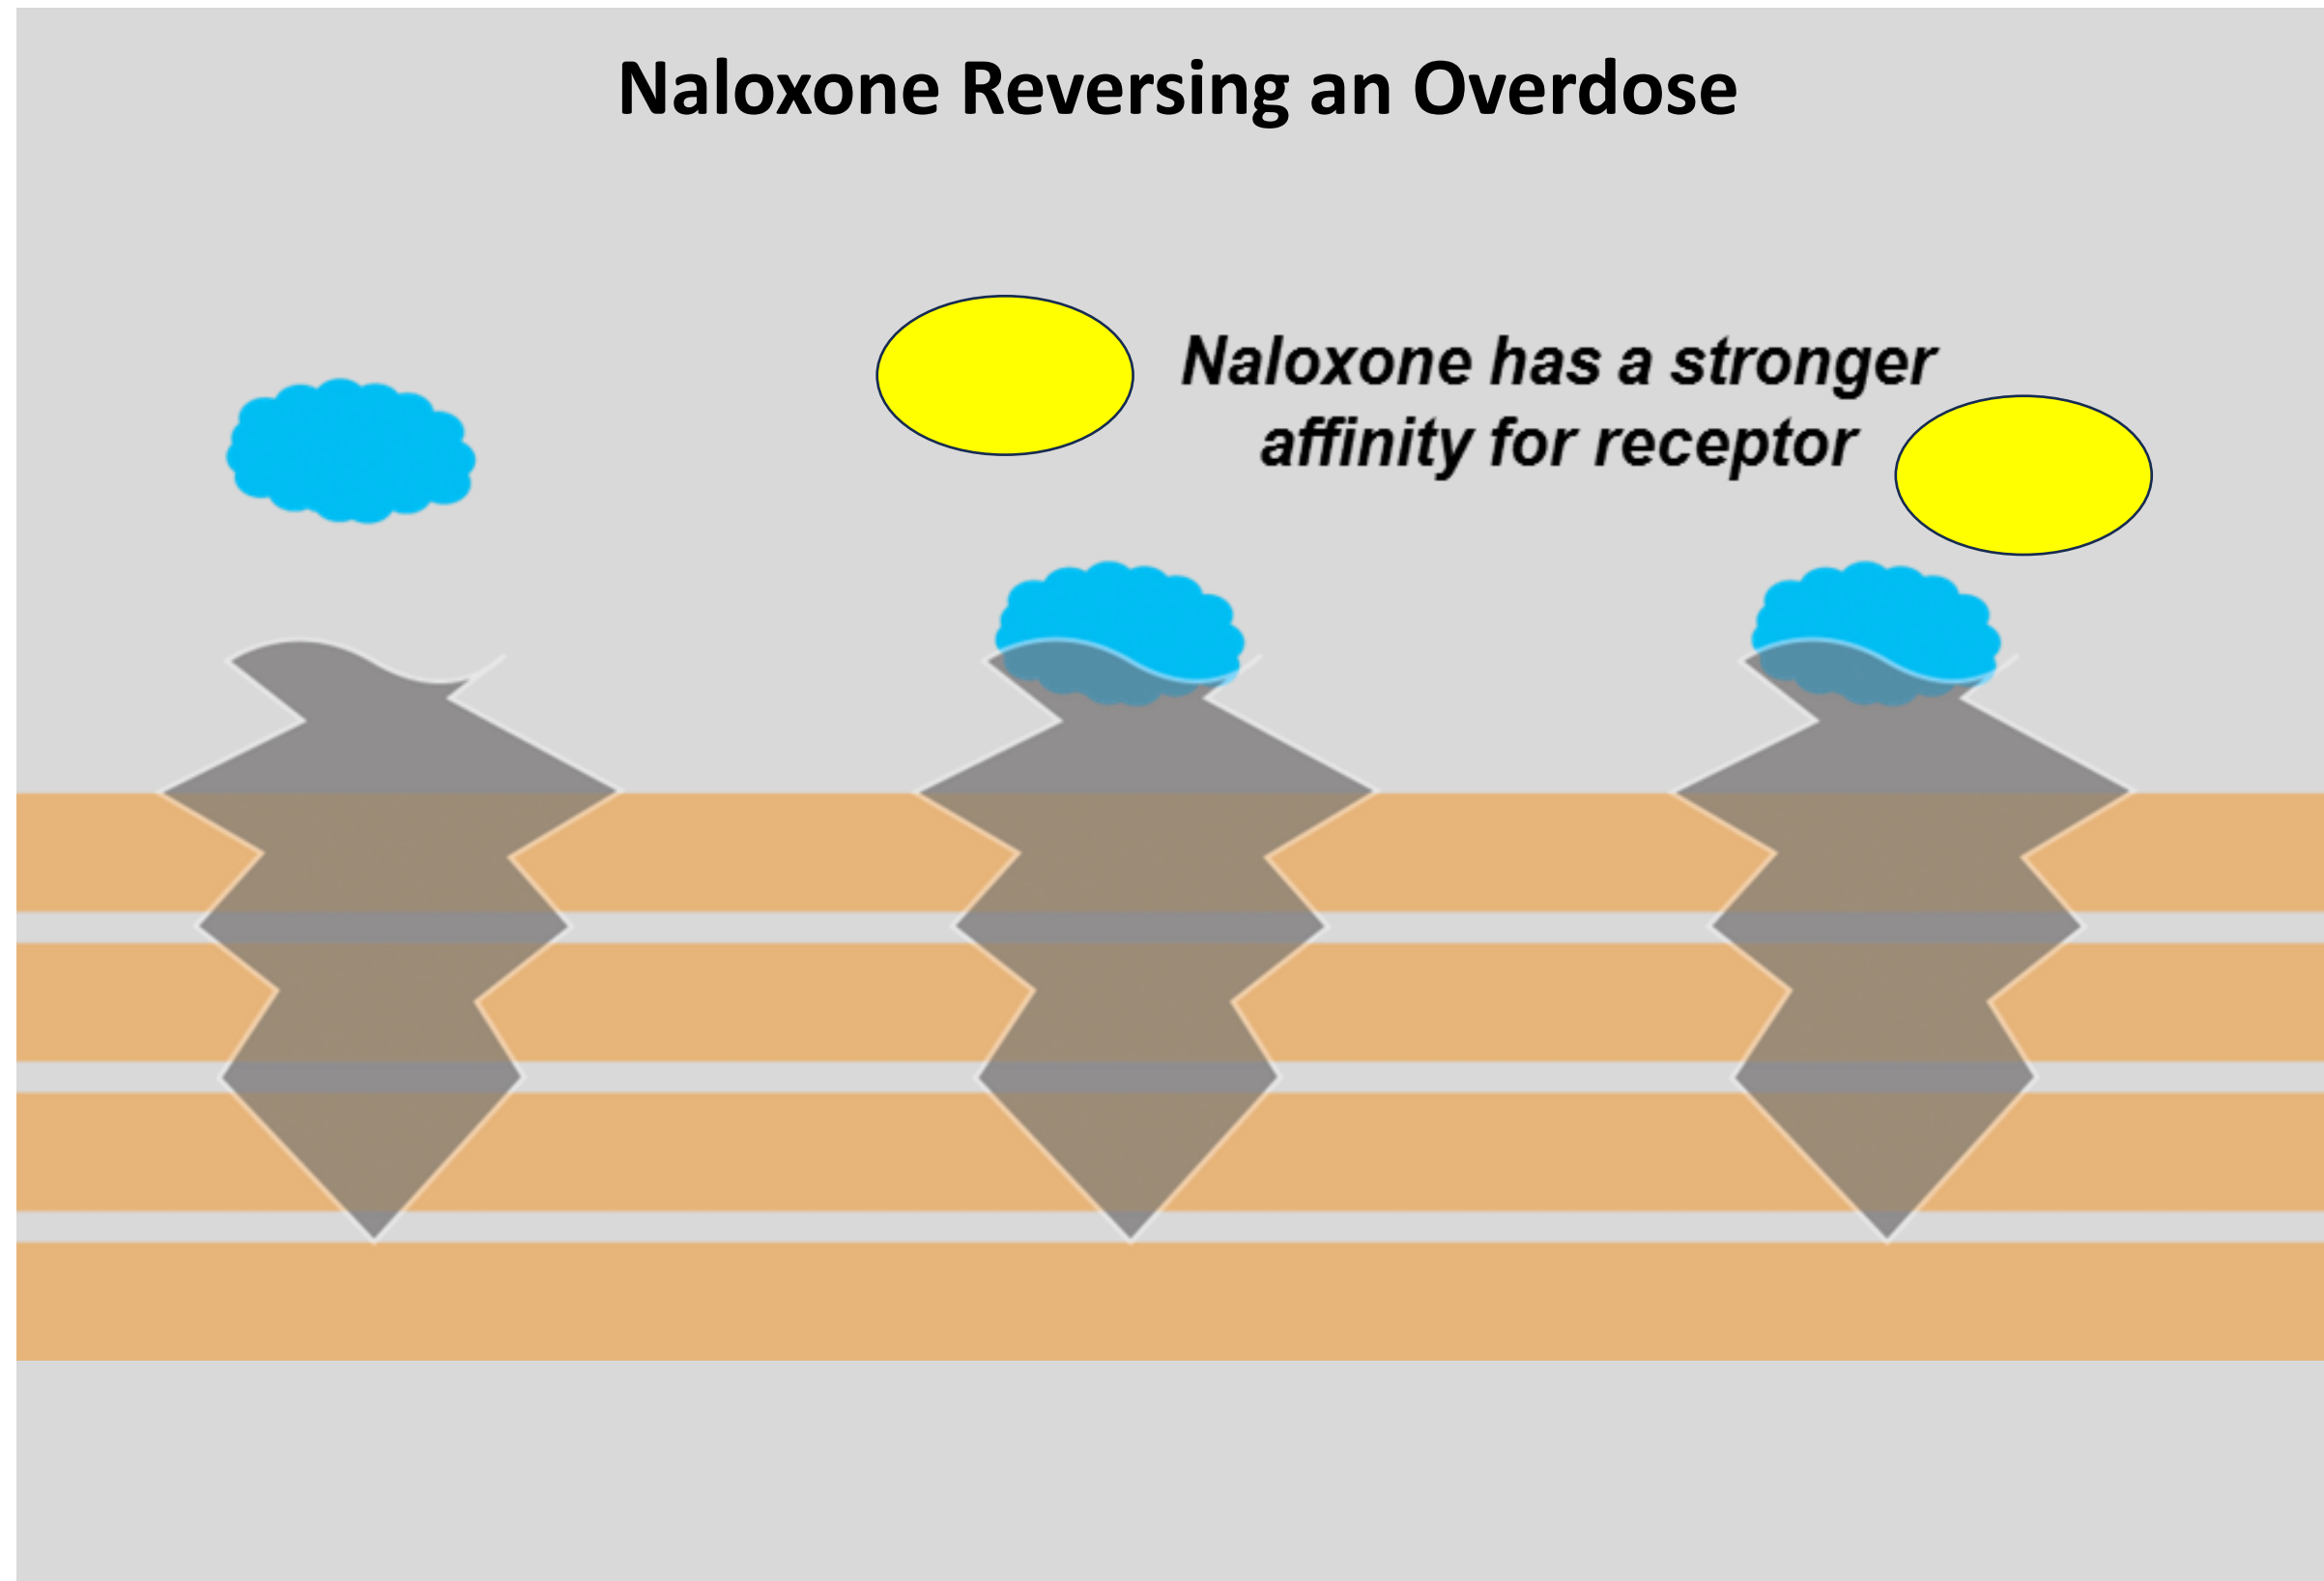 Naloxone Reversing an Overdose
Naloxone has a stronger
affinity for receptor